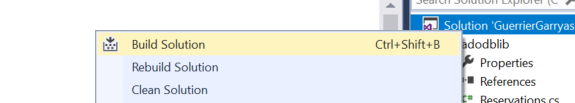 Search Solution Explorer (C
Solution 'GuerrierGarryas
Build Solution Ctrl+Shift+B
adodblib
Rebuild Solution
Properties
Clean Solution
References
Reservations.cs